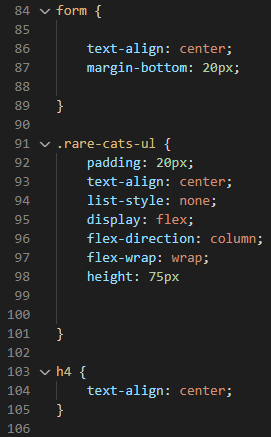 84 form {
85
86 text-align: center;
87 margin-bottom: 20px;
88
89 }
90
91 .rare-cats-ul {
92 padding: 20px;
93 text-align: center;
94 list-style: none;
95 display: flex;
96 flex-direction: column;
97 flex-wrap: wrap;
98 height: 75px
99
100
101 }
102
103 h4 {
104 text-align: center;
105 }
106